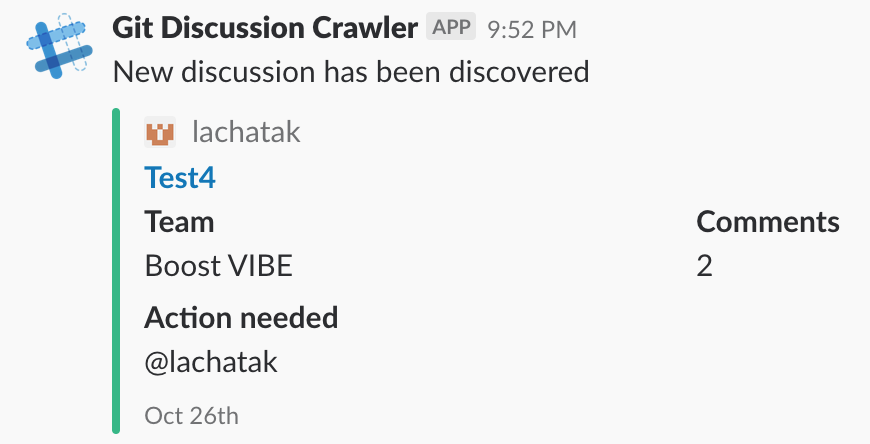 Git Discussion Crawler APP 9:52 PM
New discussion has been discovered
lachatak
Test4
Team Comments
Boost VIBE 2
Action needed
@lachatak
Oct 26th